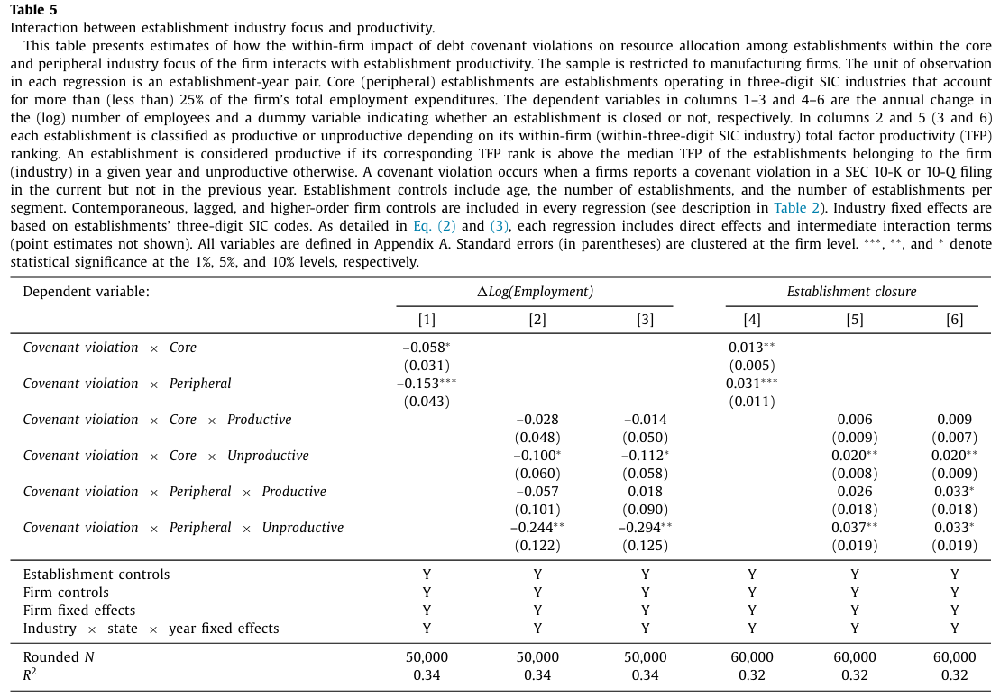 Table 5
Interaction between establishment industry focus and productivity.
This table presents estimates of how the within-firm impact of debt covenant violations on resource allocation among establishments within the core
and peripheral industry focus of the firm interacts with establishment productivity. The sample is restricted to manufacturing firms. The unit of observation
in each regression is an establishment-year pair. Core (peripheral) establishments are establishments operating in three-digit SIC industries that account
for more than (less than) 25% of the firm's total employment expenditures. The dependent variables in columns 1–3 and 4–6 are the annual change in
the (log) number of employees and a dummy variable indicating whether an establishment is closed or not, respectively. In columns 2 and 5 (3 and 6)
each establishment is classified as productive or unproductive depending on its within-firm (within-three-digit SIC industry) total factor productivity (TFP)
ranking. An establishment is considered productive if its corresponding TFP rank is above the median TFP of the establishments belonging to the firm
(industry) in a given year and unproductive otherwise. A covenant violation occurs when a firms reports a covenant violation in a SEC 10-K or 10-Q filing
in the current but not in the previous year. Establishment controls include age, the number of establishments, and the number of establishments per
segment. Contemporaneous, lagged, and higher-order firm controls are included in every regression (see description in Table 2). Industry fixed effects are
based on establishments' three-digit SIC codes. As detailed in Eq. (2) and (3), each regression includes direct effects and intermediate interaction terms
(point estimates not shown). All variables are defined in Appendix A. Standard errors (in parentheses) are clustered at the firm level. ***, **, and * denote
statistical significance at the 1%, 5%, and 10% levels, respectively.
Dependent variable: ΔLog(Employment) Establishment closure
[1] [2] [3] [4] [5] [6]
Covenant violation × Core –0.058* 0.013**
(0.031) (0.005)
Covenant violation × Peripheral –0.153*** 0.031***
(0.043) (0.011)
Covenant violation × Core × Productive –0.028 –0.014 0.006 0.009
(0.048) (0.050) (0.009) (0.007)
Covenant violation × Core × Unproductive –0.100* –0.112* 0.020** 0.020**
(0.060) (0.058) (0.008) (0.009)
Covenant violation × Peripheral × Productive –0.057 0.018 0.026 0.033*
(0.101) (0.090) (0.018) (0.018)
Covenant violation × Peripheral × Unproductive –0.244** –0.294** 0.037** 0.033*
(0.122) (0.125) (0.019) (0.019)
Establishment controls Y Y Y Y Y Y
Firm controls Y Y Y Y Y Y
Firm fixed effects Y Y Y Y Y Y
Industry × state × year fixed effects Y Y Y Y Y Y
Rounded N 50,000 50,000 50,000 60,000 60,000 60,000
R² 0.34 0.34 0.34 0.32 0.32 0.32